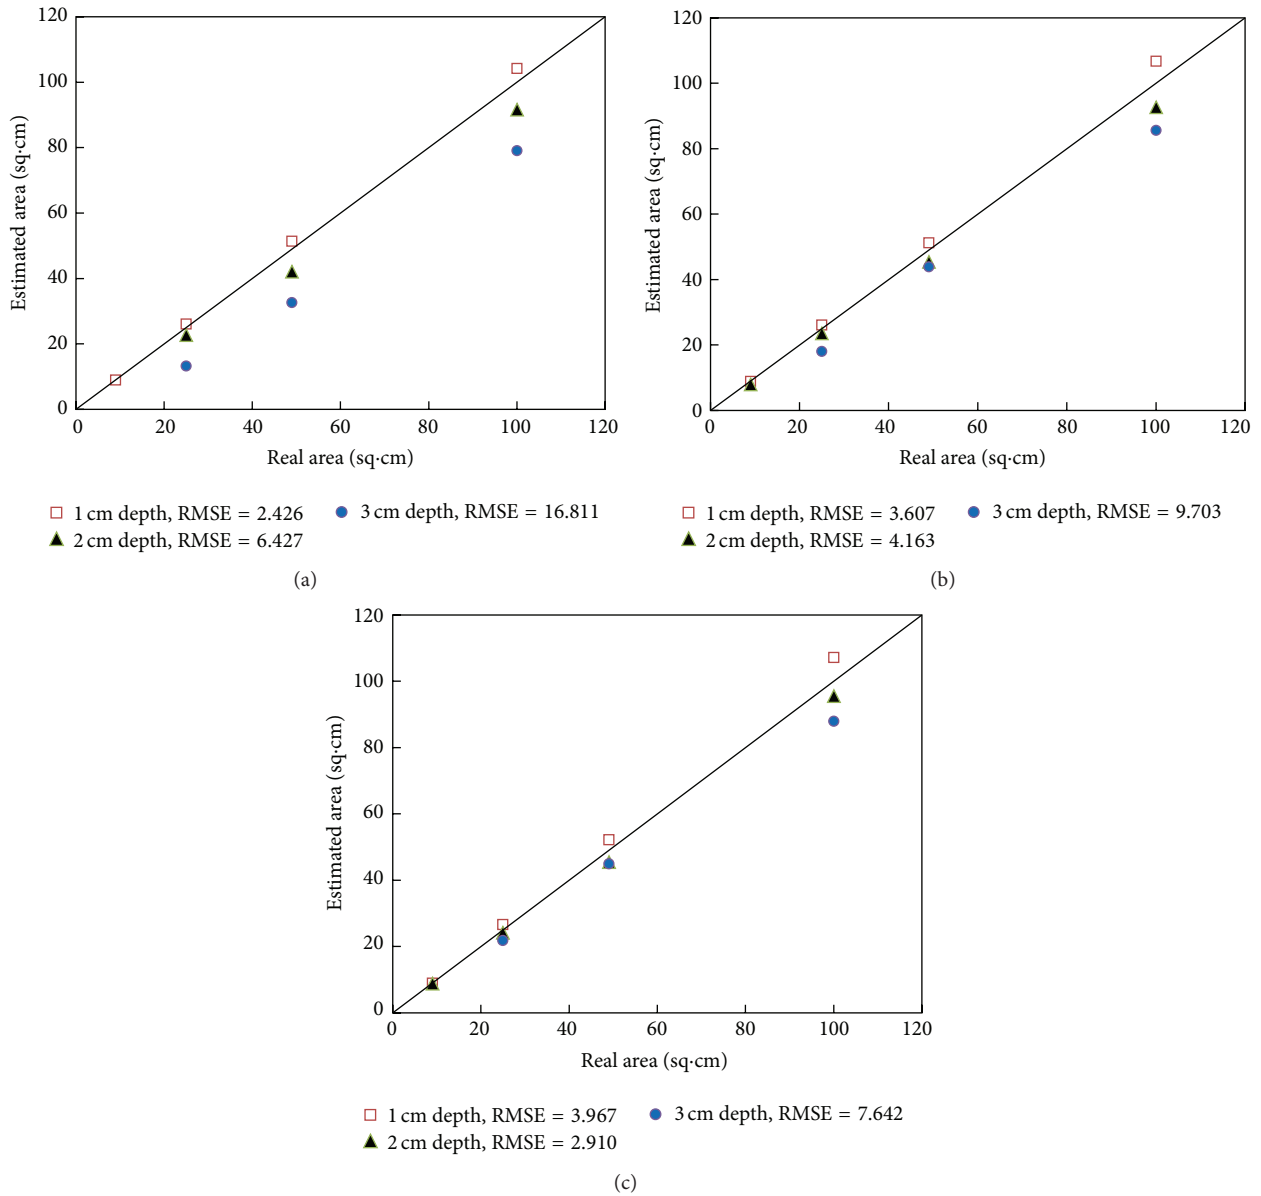 120
100
80
60
40
20
0
Estimated area (sq·cm)
0 20 40 60 80 100 120
Real area (sq·cm)
1 cm depth, RMSE = 2.426
3 cm depth, RMSE = 16.811
2 cm depth, RMSE = 6.427
(a)
120
100
80
60
40
20
0
Estimated area (sq·cm)
0 20 40 60 80 100 120
Real area (sq·cm)
1 cm depth, RMSE = 3.607
3 cm depth, RMSE = 9.703
2 cm depth, RMSE = 4.163
(b)
120
100
80
60
40
20
0
Estimated area (sq·cm)
0 20 40 60 80 100 120
Real area (sq·cm)
1 cm depth, RMSE = 3.967
3 cm depth, RMSE = 7.642
2 cm depth, RMSE = 2.910
(c)